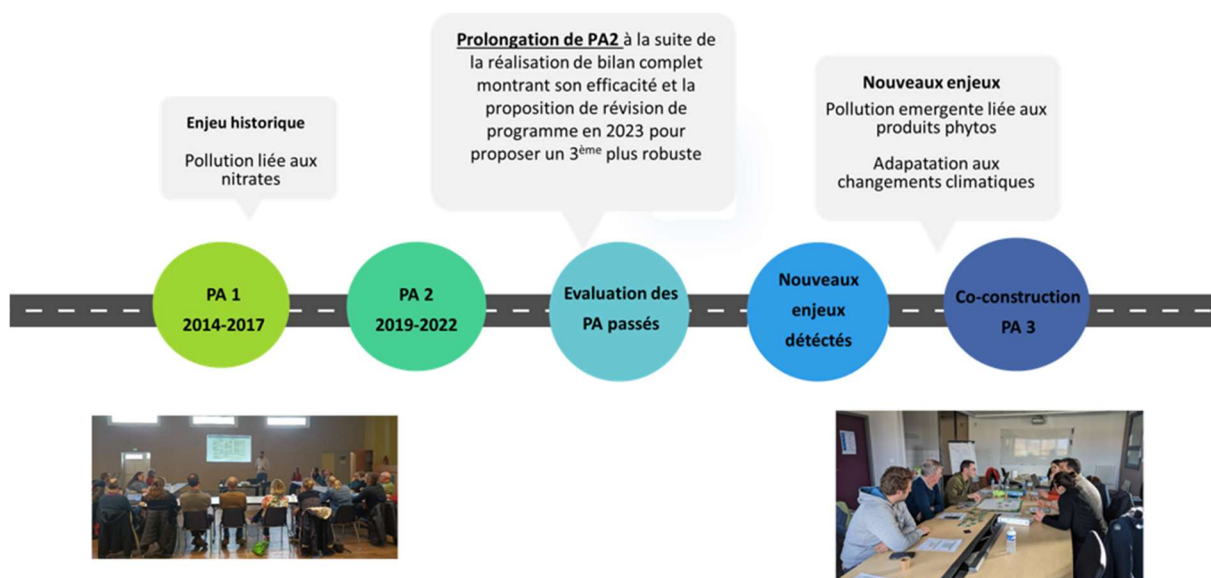 Enjeu historique
Pollution liée aux
nitrates
Prolongation de PA2 à la suite de
la réalisation de bilan complet
montrant son efficacité et la
proposition de révision de
programme en 2023 pour
proposer un 3ème plus robuste
Nouveaux enjeux
Pollution emergente liée aux
produits phytos
Adapatation aux
changements climatiques
PA 1
2014-2017
PA 2
2019-2022
Evaluation des
PA passés
Nouveaux
enjeux
détéctés
Co-construction
PA 3